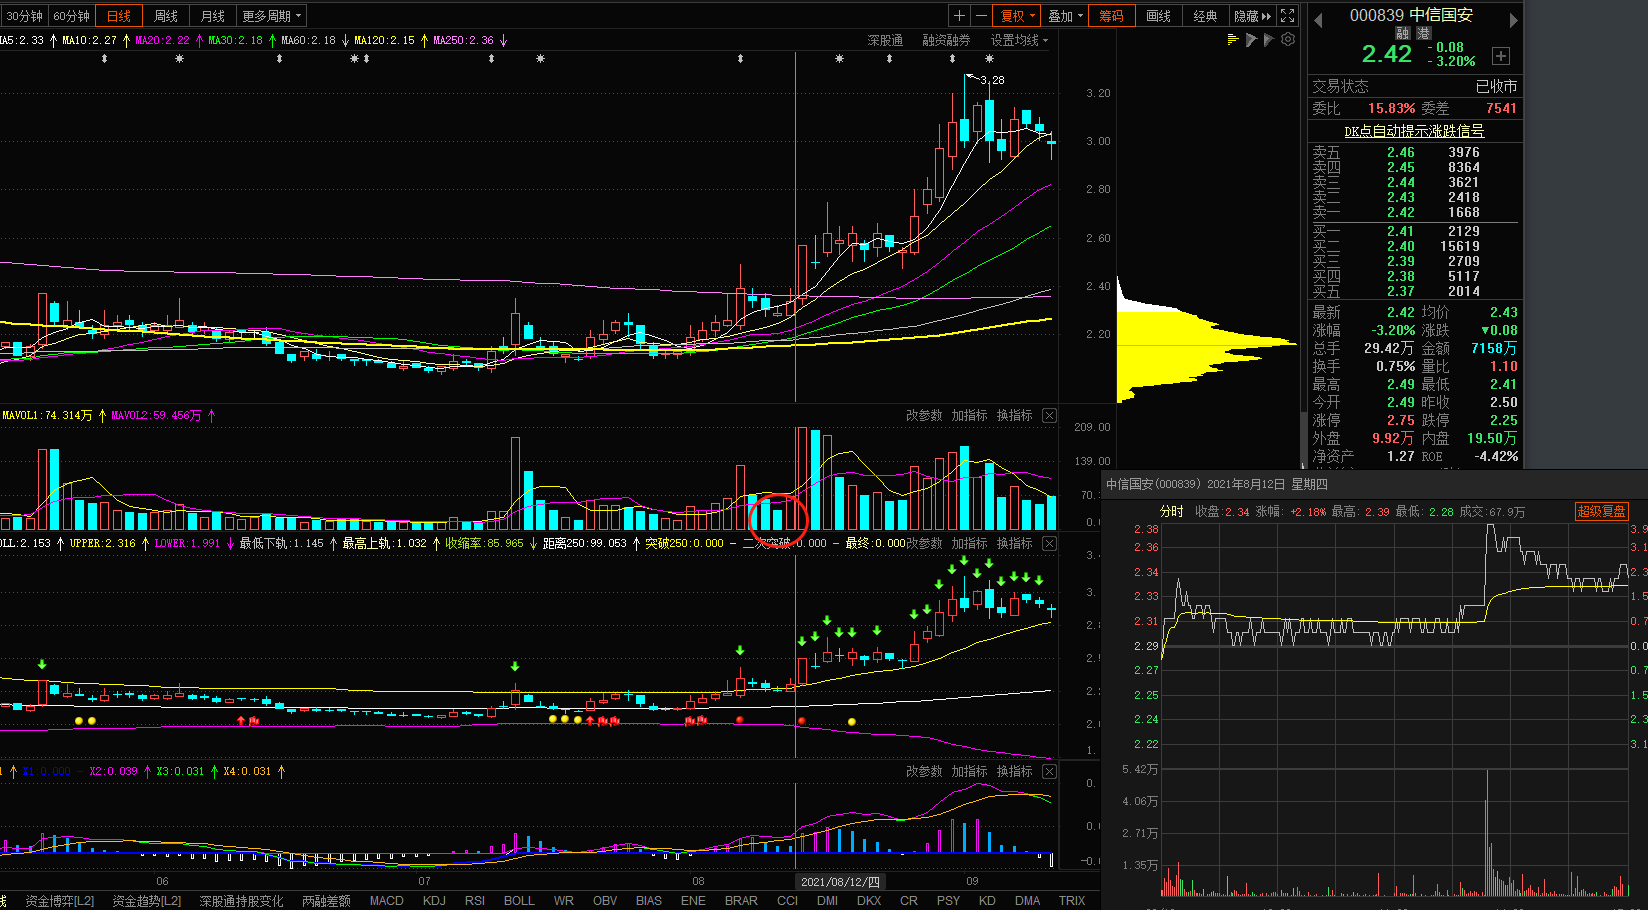 30分钟 60分钟 日线 周线 月线 更多周期
复权 叠加 筹码 画线 经典 隐藏
MA5:2.33 MA10:2.27 MA20:2.22 MA30:2.18 MA60:2.18 MA120:2.15 MA250:2.36
深股通 融资融券 设置均线
3.28
3.20
3.00
2.80
2.60
2.40
2.20
MAVOL1:74.314万 MAVOL2:59.456万
改参数 加指标 换指标
209.00
139.00
70.
0.
OLL:2.153 UPPER:2.316 LOWER:1.991 最低下轨:1.145 最高上轨:1.032 收缩率:85.965 距离250:99.053 突破250:0.000 - 二次突破:0.000 - 最终:0.000
改参数 加指标 换指标
X1:0.000 - X2:0.039 X3:0.031 X4:0.031
改参数 加指标 换指标
06 07 08 2021/08/12/四 09
资金博弈[L2] 资金趋势[L2] 深股通持股变化 两融差额 MACD KDJ RSI BOLL WR OBV BIAS ENE BRAR CCI DMI DKX CR PSY KD DMA TRIX
000839 中信国安
融 港
2.42 -0.08
-3.20%
交易状态 已收市
委比 15.83% 委差 7541
DK点自动提示涨跌信号
卖五 2.46 3976
卖四 2.45 8364
卖三 2.44 3621
卖二 2.43 2418
卖一 2.42 1668
买一 2.41 2129
买二 2.40 15619
买三 2.39 2709
买四 2.38 5117
买五 2.37 2014
最新 2.42 均价 2.43
涨幅 -3.20% 涨跌 ▼0.08
总手 29.42万 金额 7158万
换手 0.75% 量比 1.10
最高 2.49 最低 2.41
今开 2.49 昨收 2.50
涨停 2.75 跌停 2.25
外盘 9.92万 内盘 19.50万
净资产 1.27 ROE -4.42%
中信国安(000839) 2021年8月12日 星期四
分时 收盘:2.34 涨幅: +2.18% 最高: 2.39 最低: 2.28 成交:67.9万 超级复盘
2.38
2.36
2.34
2.33
2.31
2.29
2.27
2.25
2.24
2.22
5.42万
4.06万
2.71万
1.35万